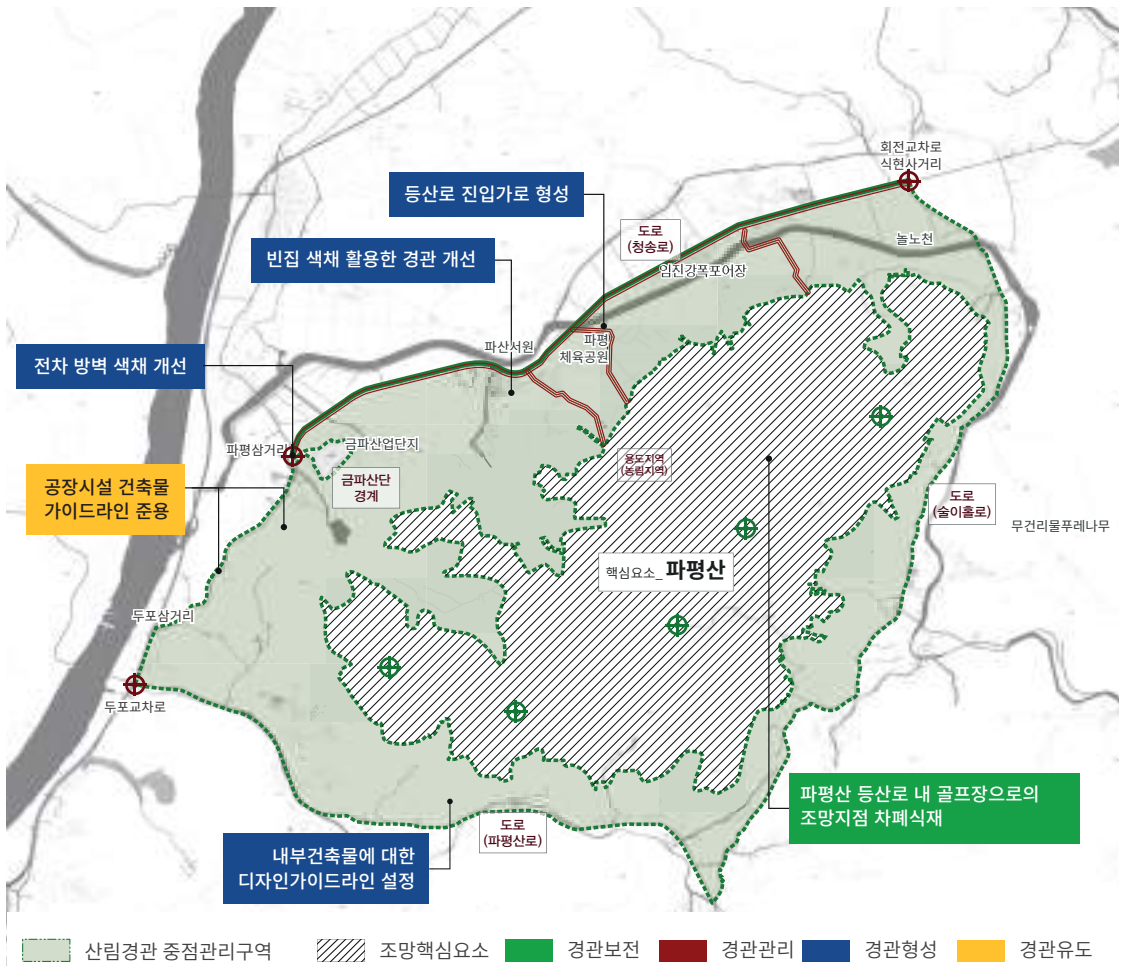 회전교차로
식현사거리
등산로 진입가로 형성
도로
(청송로)
놀노천
빈집 색채 활용한 경관 개선
임진강폭포어장
파산서원
파평
체육공원
전차 방벽 색채 개선
파평삼거리
금파산업단지
용도지역
(농림지역)
금파산단
경계
공장시설 건축물
가이드라인 준용
도로
(술이홀로)
무건리물푸레나무
핵심요소_파평산
두포삼거리
두포교차로
파평산 등산로 내 골프장으로의
조망지점 차폐식재
도로
(파평산로)
내부건축물에 대한
디자인가이드라인 설정
산림경관 중점관리구역
조망핵심요소
경관보전
경관관리
경관형성
경관유도